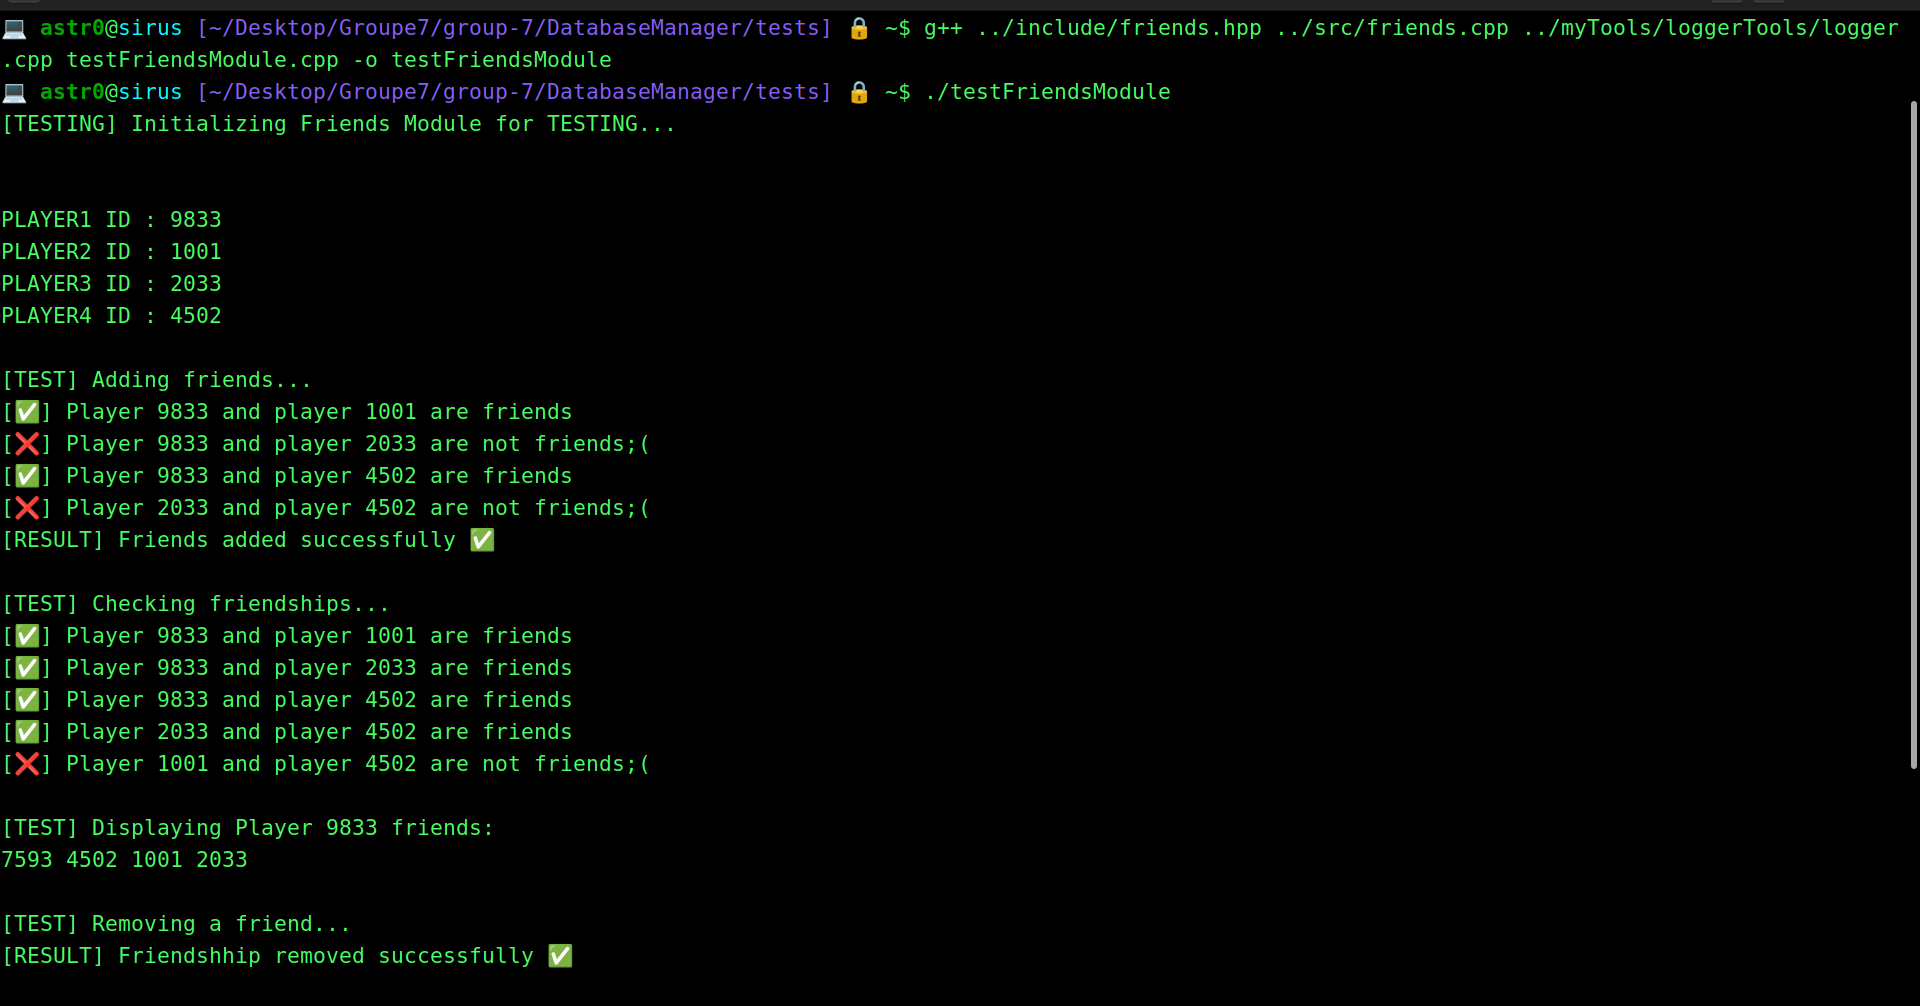 💻 astr0@sirus [~/Desktop/Groupe7/group-7/DatabaseManager/tests] 🔒 ~$ g++ ../include/friends.hpp ../src/friends.cpp ../myTools/loggerTools/logger
.cpp testFriendsModule.cpp -o testFriendsModule
💻 astr0@sirus [~/Desktop/Groupe7/group-7/DatabaseManager/tests] 🔒 ~$ ./testFriendsModule
[TESTING] Initializing Friends Module for TESTING...
PLAYER1 ID : 9833
PLAYER2 ID : 1001
PLAYER3 ID : 2033
PLAYER4 ID : 4502
[TEST] Adding friends...
[✅] Player 9833 and player 1001 are friends
[❌] Player 9833 and player 2033 are not friends;(
[✅] Player 9833 and player 4502 are friends
[❌] Player 2033 and player 4502 are not friends;(
[RESULT] Friends added successfully ✅
[TEST] Checking friendships...
[✅] Player 9833 and player 1001 are friends
[✅] Player 9833 and player 2033 are friends
[✅] Player 9833 and player 4502 are friends
[✅] Player 2033 and player 4502 are friends
[❌] Player 1001 and player 4502 are not friends;(
[TEST] Displaying Player 9833 friends:
7593 4502 1001 2033
[TEST] Removing a friend...
[RESULT] Friendshhip removed successfully ✅